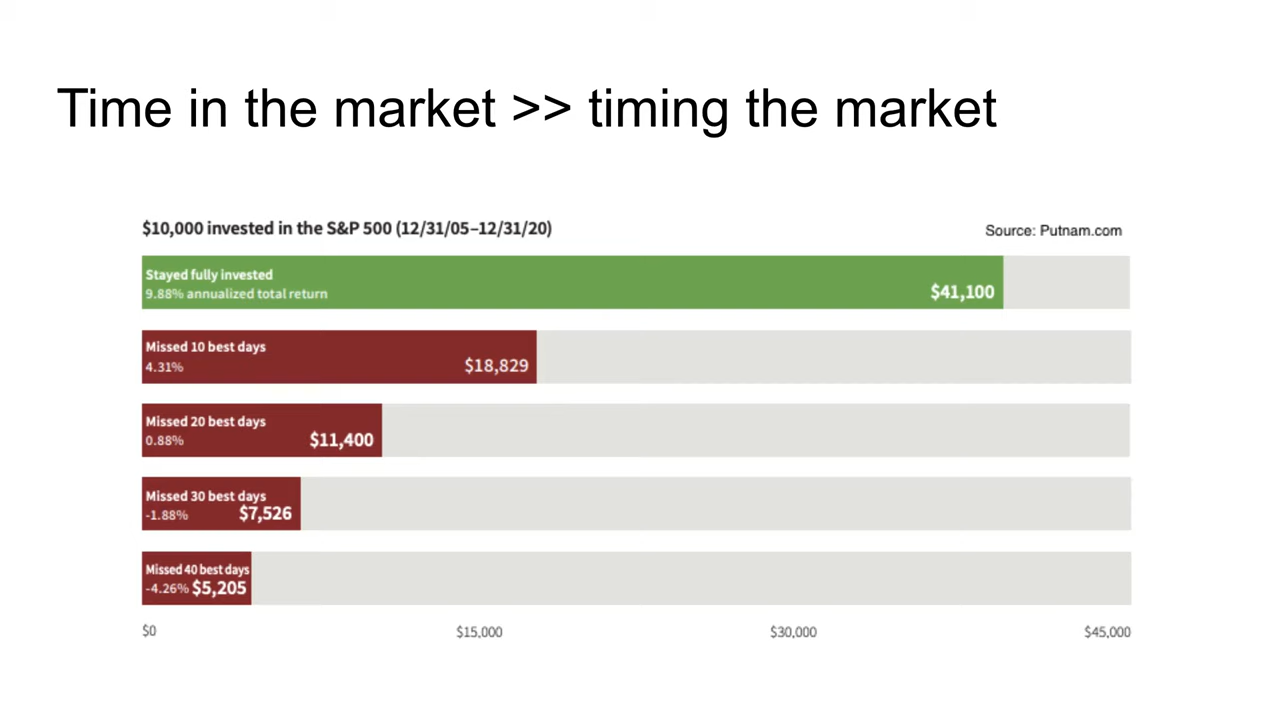 Time in the market >> timing the market
$10,000 invested in the S&P 500 (12/31/05–12/31/20)
Source: Putnam.com
Stayed fully invested
9.88% annualized total return
$41,100
Missed 10 best days
4.31%
$18,829
Missed 20 best days
0.88%
$11,400
Missed 30 best days
-1.88%
$7,526
Missed 40 best days
-4.26%
$5,205
$0
$15,000
$30,000
$45,000